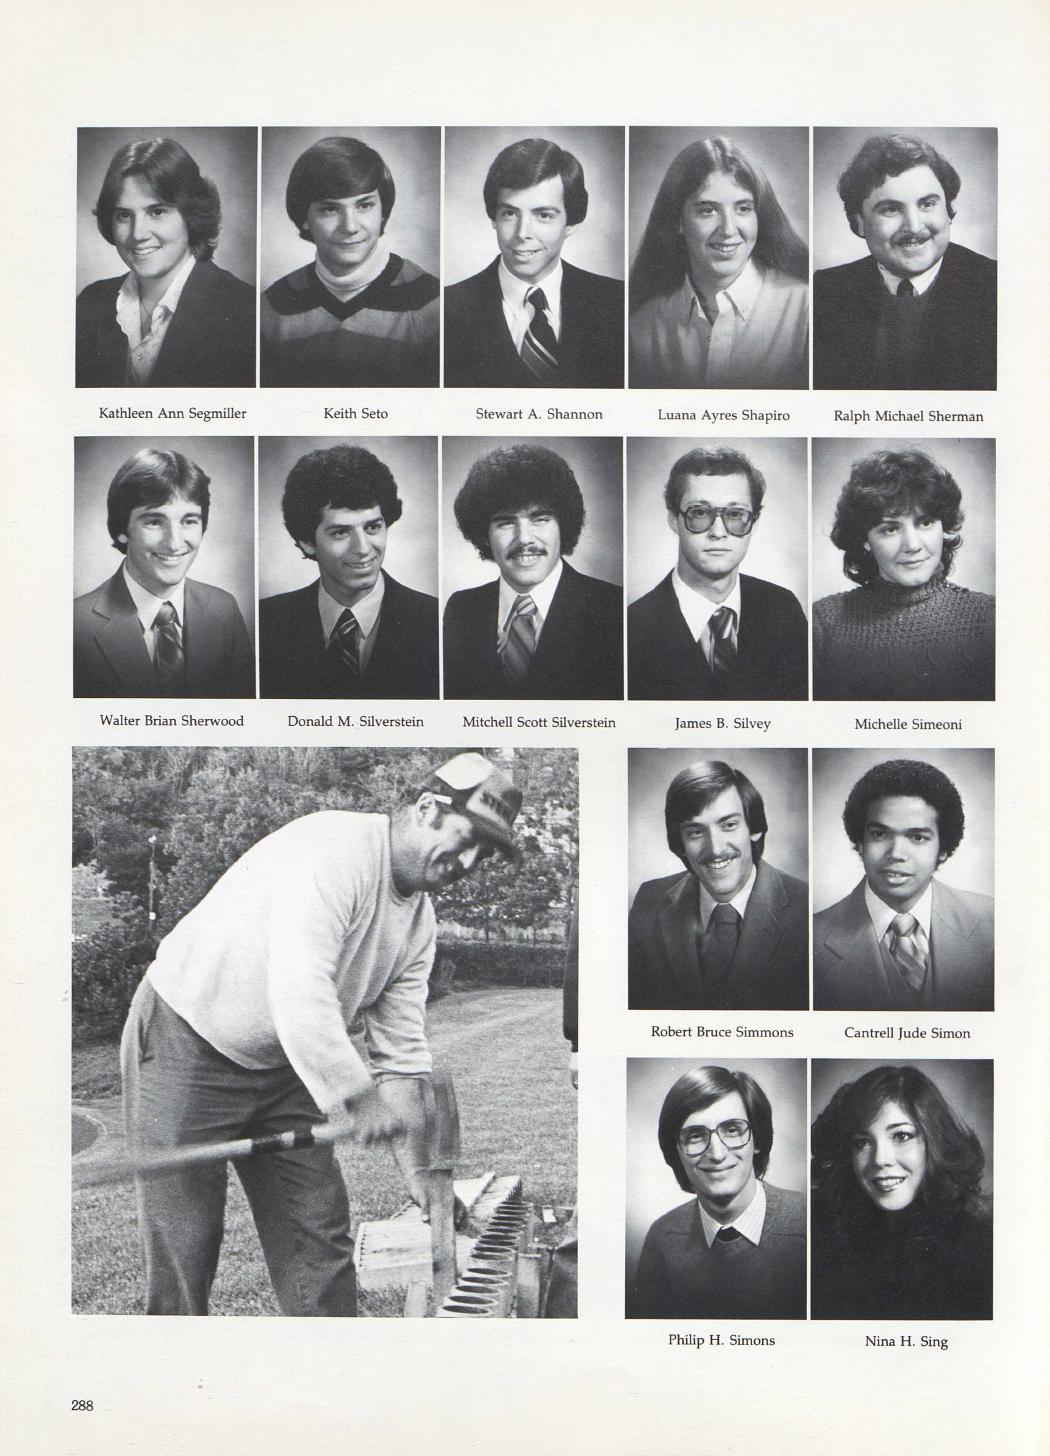 Kathleen Ann Segmiller
Keith Seto
Stewart A. Shannon
Luana Ayres Shapiro
Ralph Michael Sherman
Walter Brian Sherwood
Donald M. Silverstein
Mitchell Scott Silverstein
James B. Silvey
Michelle Simeoni
Robert Bruce Simmons
Cantrell Jude Simon
Philip H. Simons
Nina H. Sing
288